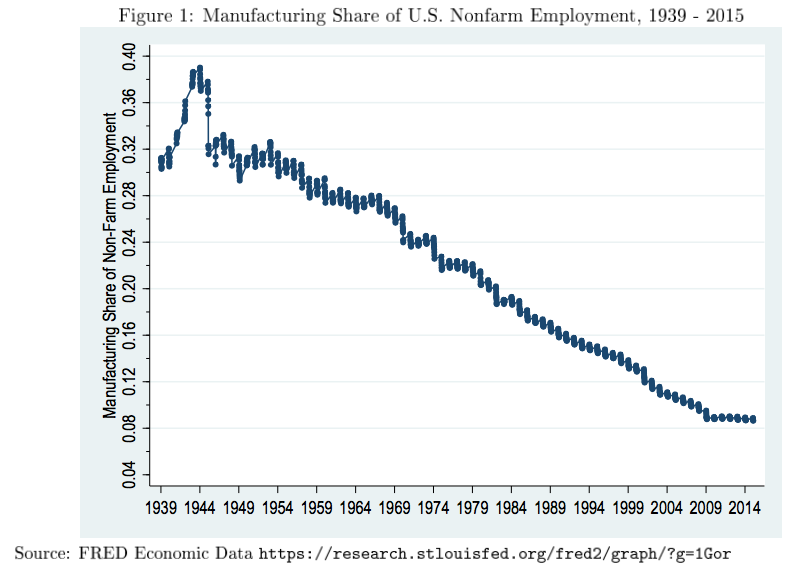 Figure 1: Manufacturing Share of U.S. Nonfarm Employment, 1939 - 2015
Manufacturing Share of Non-Farm Employment
0.40
0.36
0.32
0.28
0.24
0.20
0.16
0.12
0.08
0.04
1939 1944 1949 1954 1959 1964 1969 1974 1979 1984 1989 1994 1999 2004 2009 2014
Source: FRED Economic Data https://research.stlouisfed.org/fred2/graph/?g=1Gor